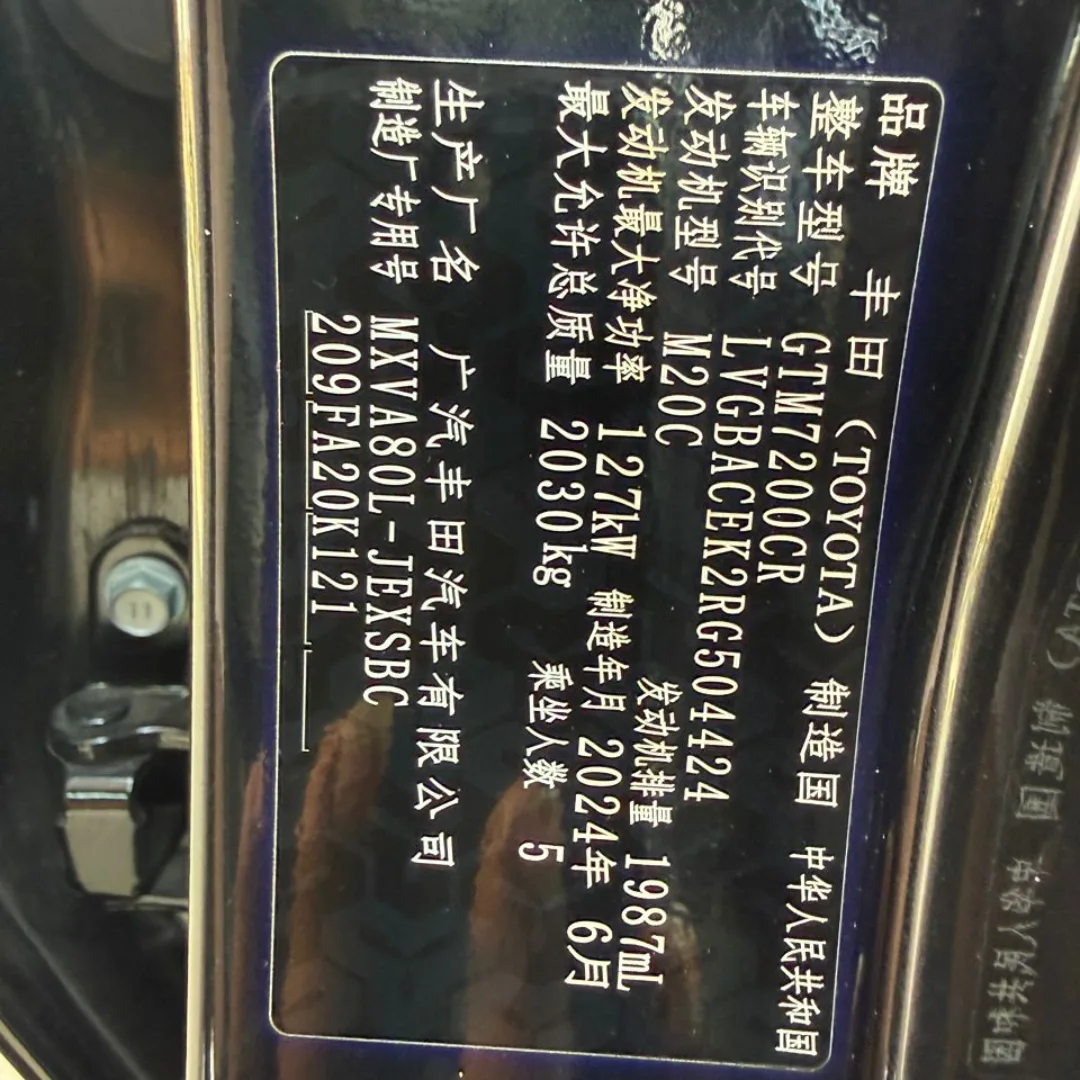 品牌 丰田 (TOYOTA) 制造国 中华人民共和国
整车型号 GTM7200CR
车辆识别代号 LVGBACEK2RG504424
发动机型号 M20C 发动机排量 1987mL
发动机最大净功率 127kW 制造年月 2024年 6月
最大允许总质量 2030kg 乘坐人数 5
生产厂名 广汽丰田汽车有限公司
制造厂专用号 MXVA80L-JEXSBC
209FA20K121